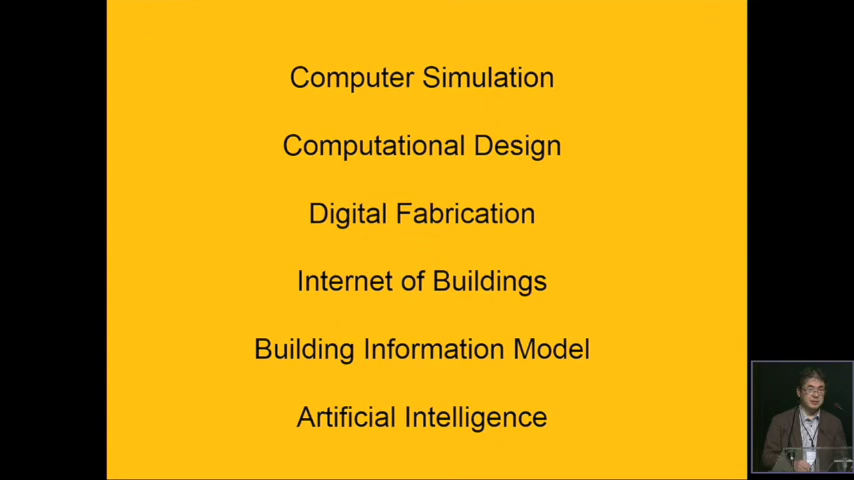 Computer Simulation
Computational Design
Digital Fabrication
Internet of Buildings
Building Information Model
Artificial Intelligence